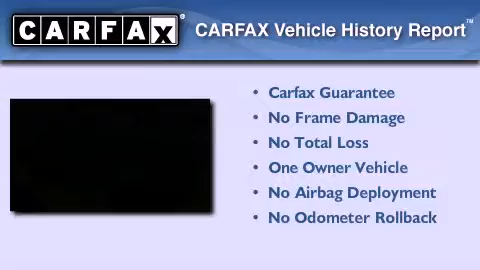 CARFAX® CARFAX Vehicle History Report™
• Carfax Guarantee
• No Frame Damage
• No Total Loss
• One Owner Vehicle
• No Airbag Deployment
• No Odometer Rollback